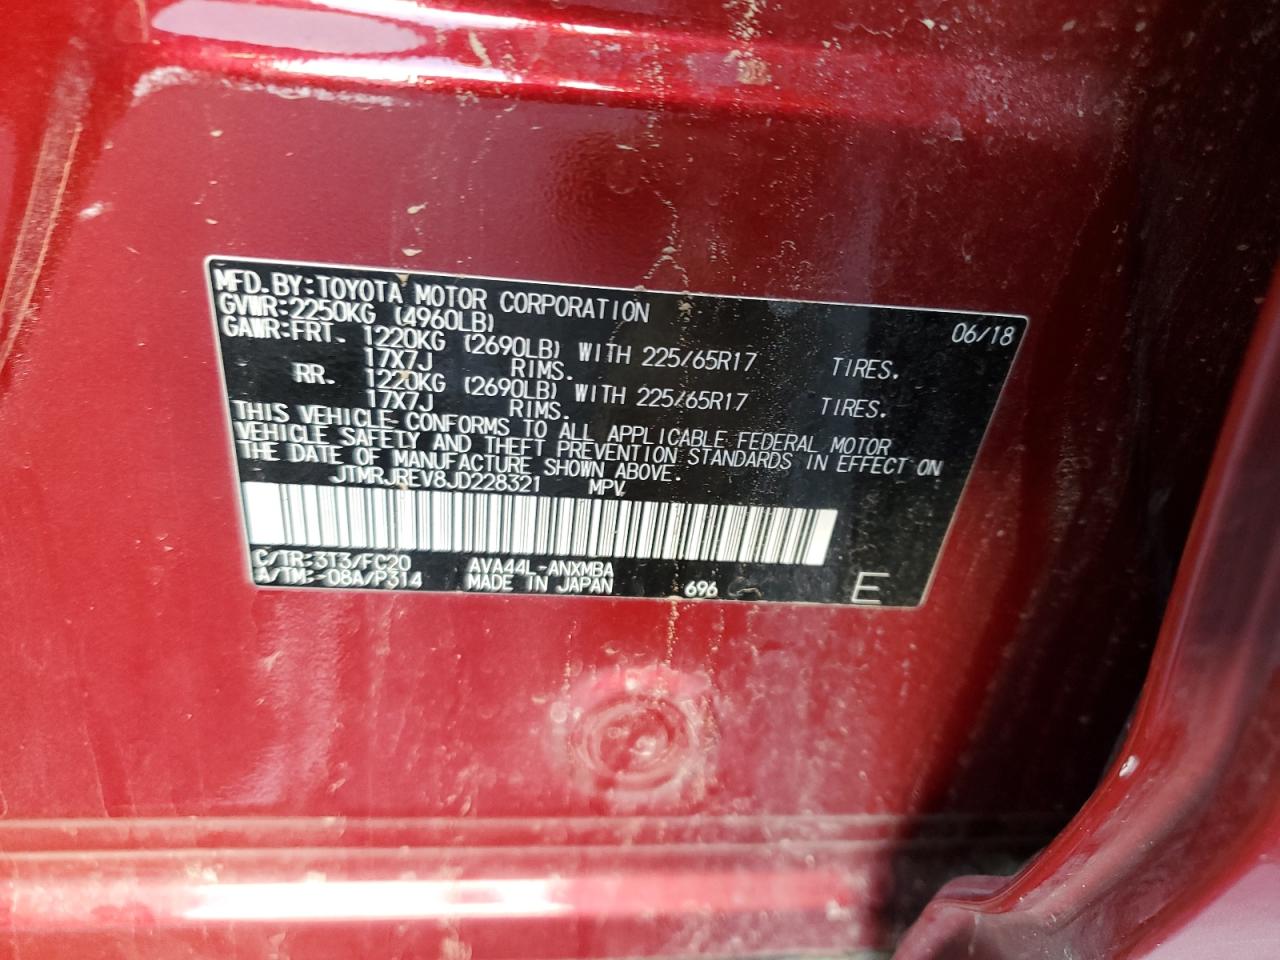 MFD.BY:TOYOTA MOTOR CORPORATION 06/18
GVWR:2250KG (4960LB)
GAWR:FRT. 1220KG (2690LB) WITH 225/65R17 TIRES.
17X7J RIMS.
RR. 1220KG (2690LB) WITH 225/65R17 TIRES.
17X7J RIMS.
THIS VEHICLE CONFORMS TO ALL APPLICABLE FEDERAL MOTOR
VEHICLE SAFETY AND THEFT PREVENTION STANDARDS IN EFFECT ON
THE DATE OF MANUFACTURE SHOWN ABOVE.
JTMRJREV8JD228321 MPV
C/TR:3T3/FC20 AVA44L-ANXMBA
A/TM:-08A/P314 MADE IN JAPAN 696 E